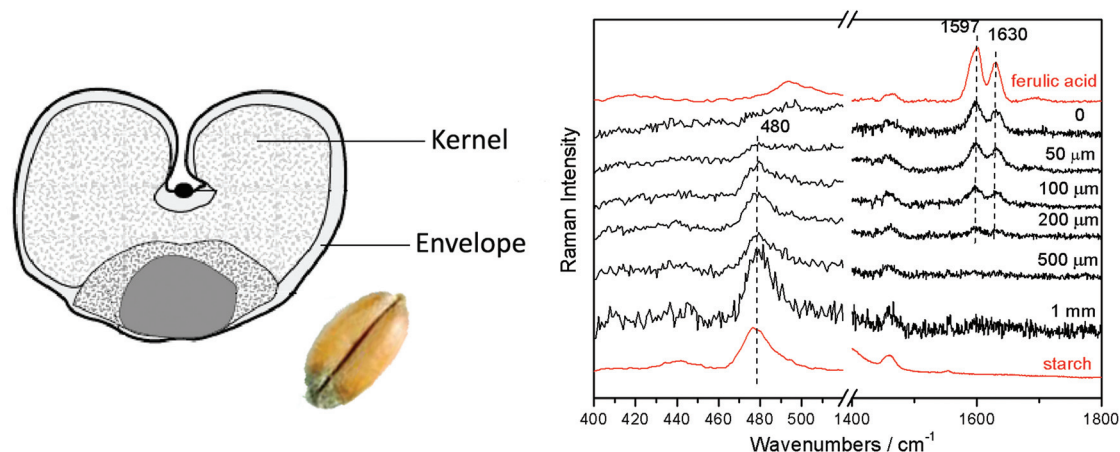 Kernel
Envelope
1597
1630
ferulic acid
0
480
50 μm
100 μm
200 μm
500 μm
1 mm
starch
Raman Intensity
400 420 440 460 480 500 520 1400 1600 1800
Wavenumbers / cm⁻¹